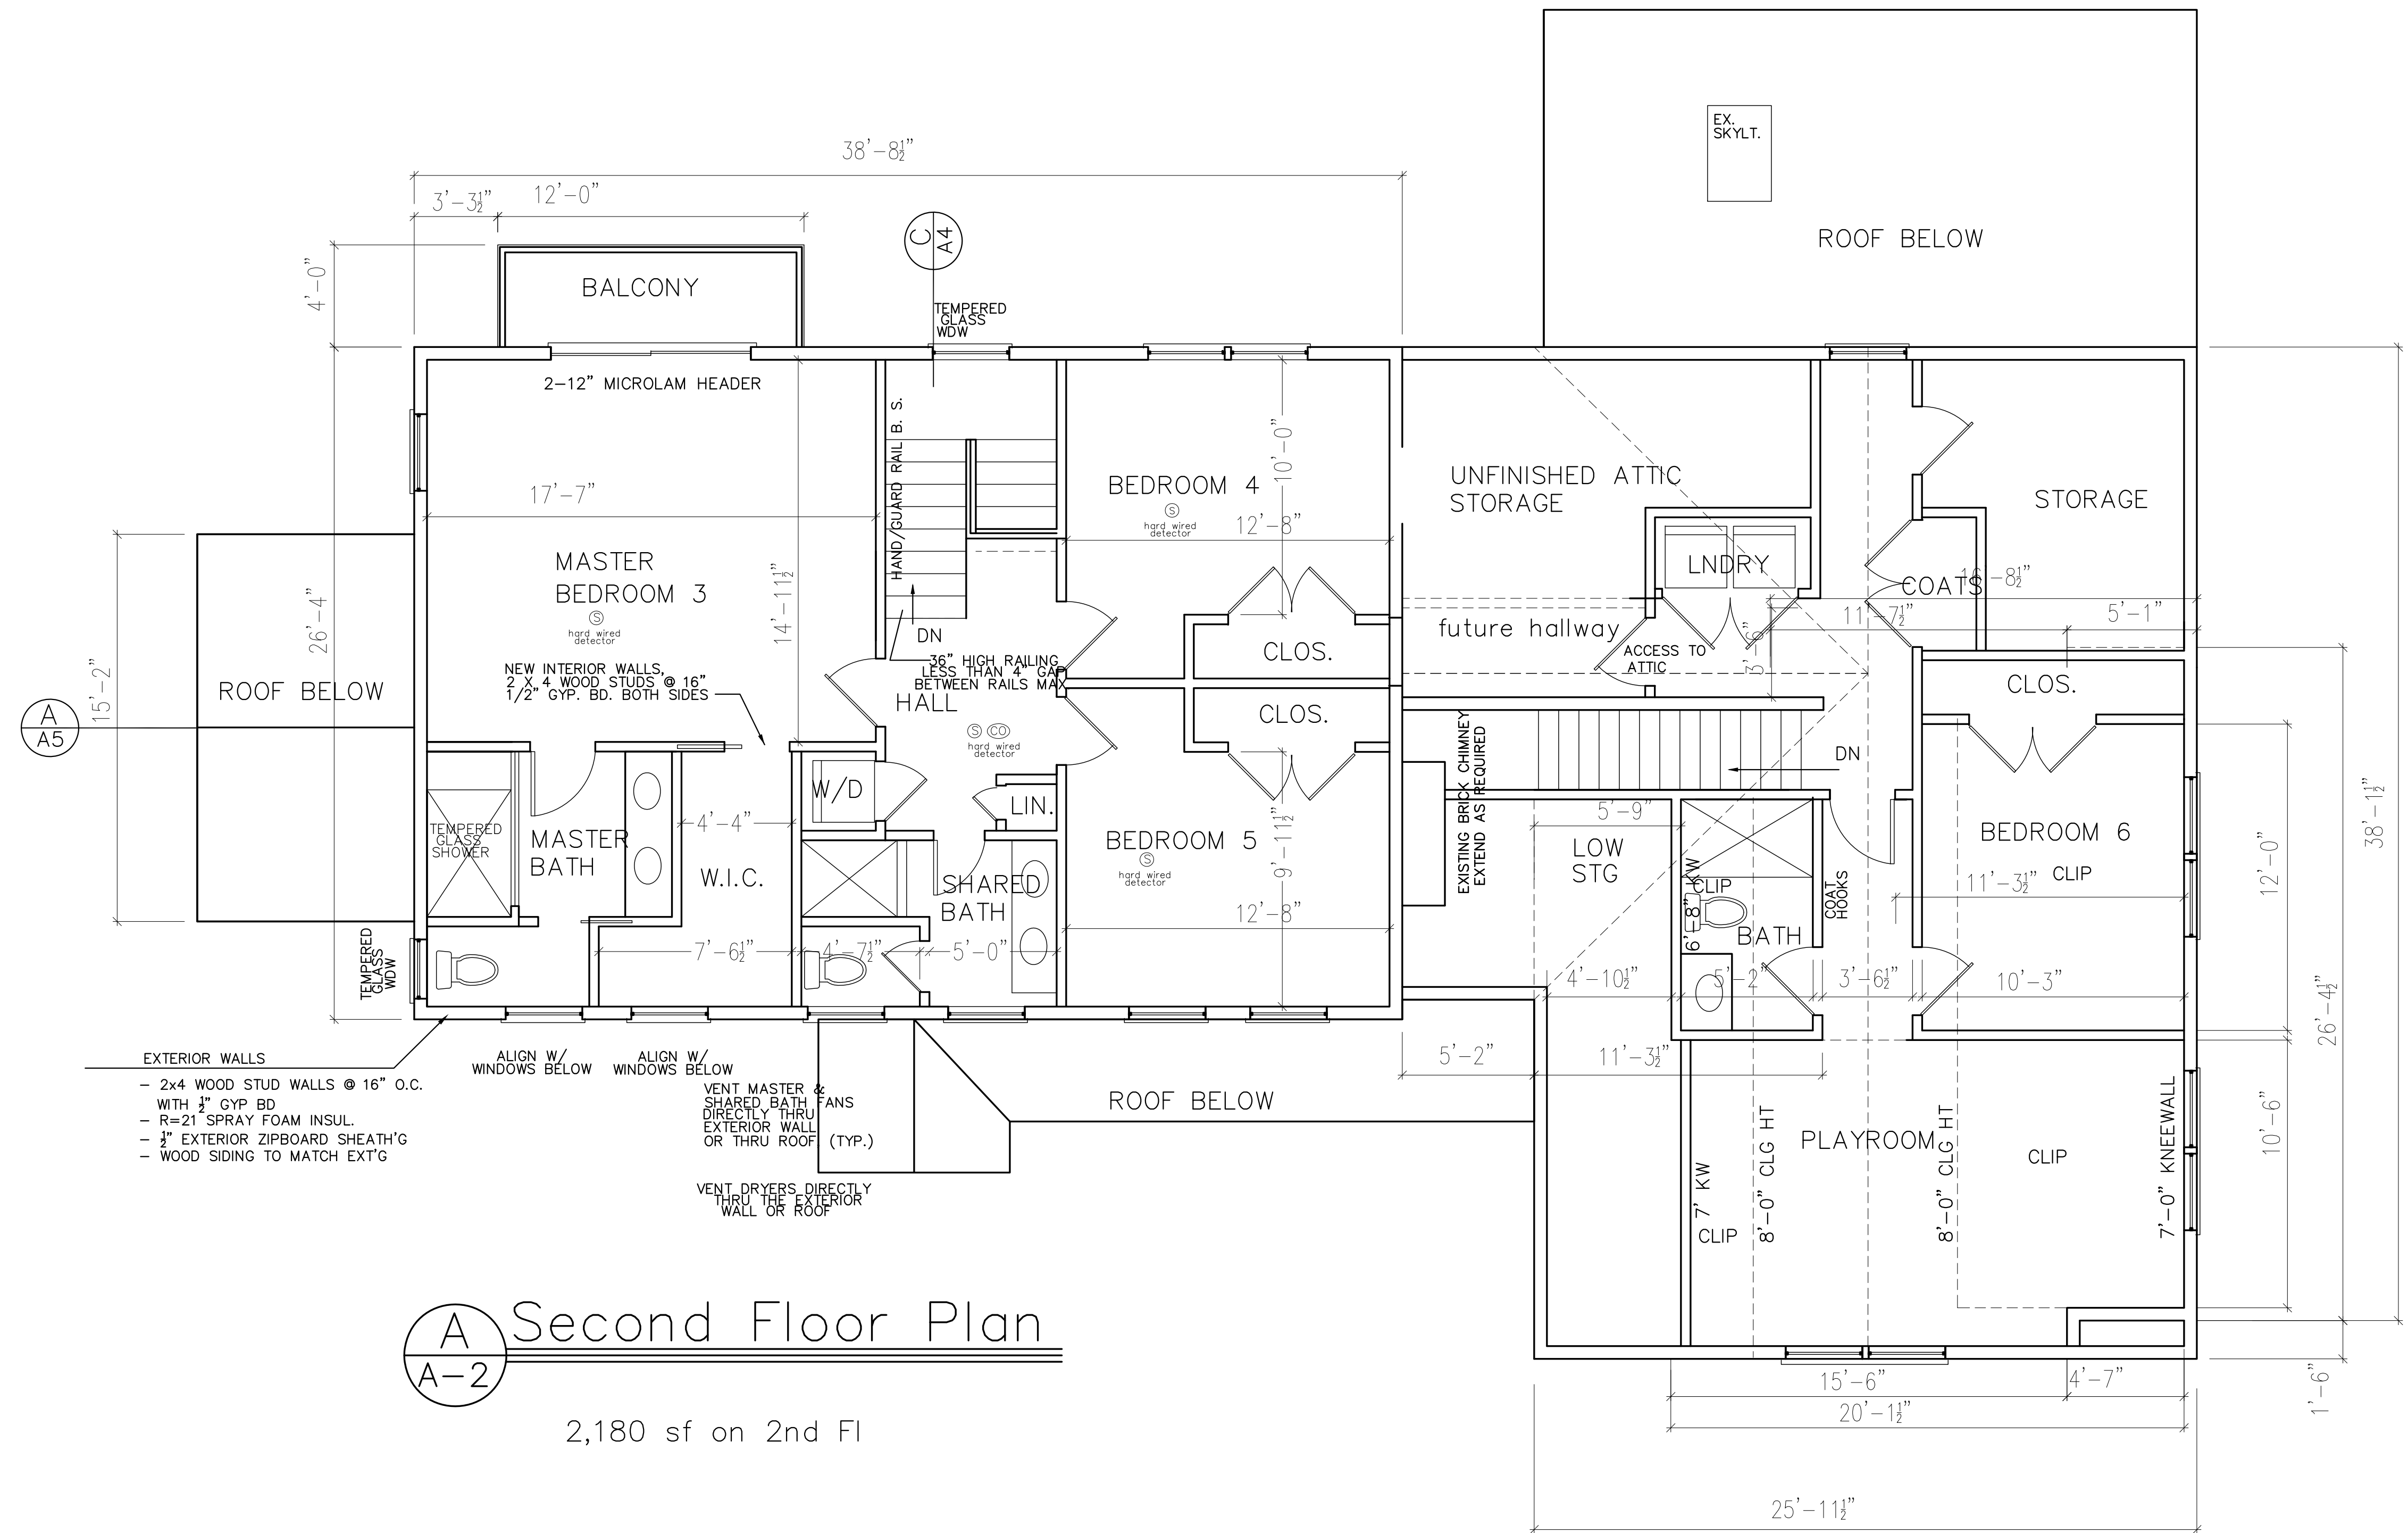 EX.
SKYLT.
38'-8½"
3'-3½"
12'-0"
ROOF BELOW
C
A4
4'-0"
BALCONY
TEMPERED
GLASS
WDW
2-12" MICROLAM HEADER
HAND/GUARD RAIL B. S.
10'-0"
17'-7"
BEDROOM 4
S
hard wired
detector
12'-8"
UNFINISHED ATTIC
STORAGE
STORAGE
MASTER
BEDROOM 3
S
hard wired
detector
14'-11½"
26'-4"
15'-2"
LNDRY
COATS
16'-8½"
11'-7½"
5'-1"
3'-6"
DN
future hallway
ACCESS TO
ATTIC
CLOS.
36" HIGH RAILING
LESS THAN 4" GAP
BETWEEN RAILS MAX
NEW INTERIOR WALLS,
2 X 4 WOOD STUDS @ 16"
1/2" GYP. BD. BOTH SIDES
ROOF BELOW
HALL
CLOS.
CLOS.
A
A5
S CO
hard wired
detector
DN
EXISTING BRICK CHIMNEY
EXTEND AS REQUIRED
W/D
LIN.
4'-4"
5'-9"
TEMPERED
GLASS
SHOWER
MASTER
BATH
W.I.C.
BEDROOM 5
S
hard wired
detector
9'-11½"
12'-8"
LOW
STG
BEDROOM 6
CLIP
11'-3½"
12'-0"
38'-1½"
SHARED
BATH
6'-8" KW
CLIP
BATH
COAT
HOOKS
TEMPERED
GLASS
WDW
7'-6½"
4'-7½"
5'-0"
4'-10½"
5'-2"
3'-6½"
10'-3"
26'-4½"
5'-2"
11'-3½"
EXTERIOR WALLS
- 2x4 WOOD STUD WALLS @ 16" O.C.
WITH ½" GYP BD
- R=21 SPRAY FOAM INSUL.
- ½" EXTERIOR ZIPBOARD SHEATH'G
- WOOD SIDING TO MATCH EXT'G
ALIGN W/
WINDOWS BELOW
ALIGN W/
WINDOWS BELOW
VENT MASTER &
SHARED BATH FANS
DIRECTLY THRU
EXTERIOR WALL
OR THRU ROOF (TYP.)
ROOF BELOW
VENT DRYERS DIRECTLY
THRU THE EXTERIOR
WALL OR ROOF
7' KW
CLIP
8'-0" CLG HT
PLAYROOM
8'-0" CLG HT
CLIP
7'-0" KNEEWALL
10'-6"
A
A-2
Second Floor Plan
2,180 sf on 2nd Fl
15'-6"
4'-7"
20'-1½"
1'-6"
25'-11½"